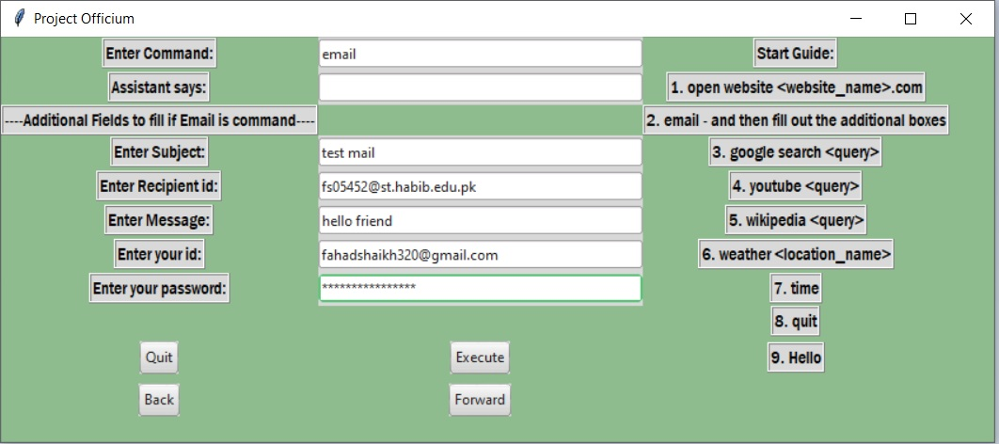 Project Officium
Enter Command: email Start Guide:
Assistant says: 1. open website <website_name>.com
----Additional Fields to fill if Email is command---- 2. email - and then fill out the additional boxes
Enter Subject: test mail 3. google search <query>
Enter Recipient id: fs05452@st.habib.edu.pk 4. youtube <query>
Enter Message: hello friend 5. wikipedia <query>
Enter your id: fahadshaikh320@gmail.com 6. weather <location_name>
Enter your password: **************** 7. time
8. quit
Quit Execute 9. Hello
Back Forward